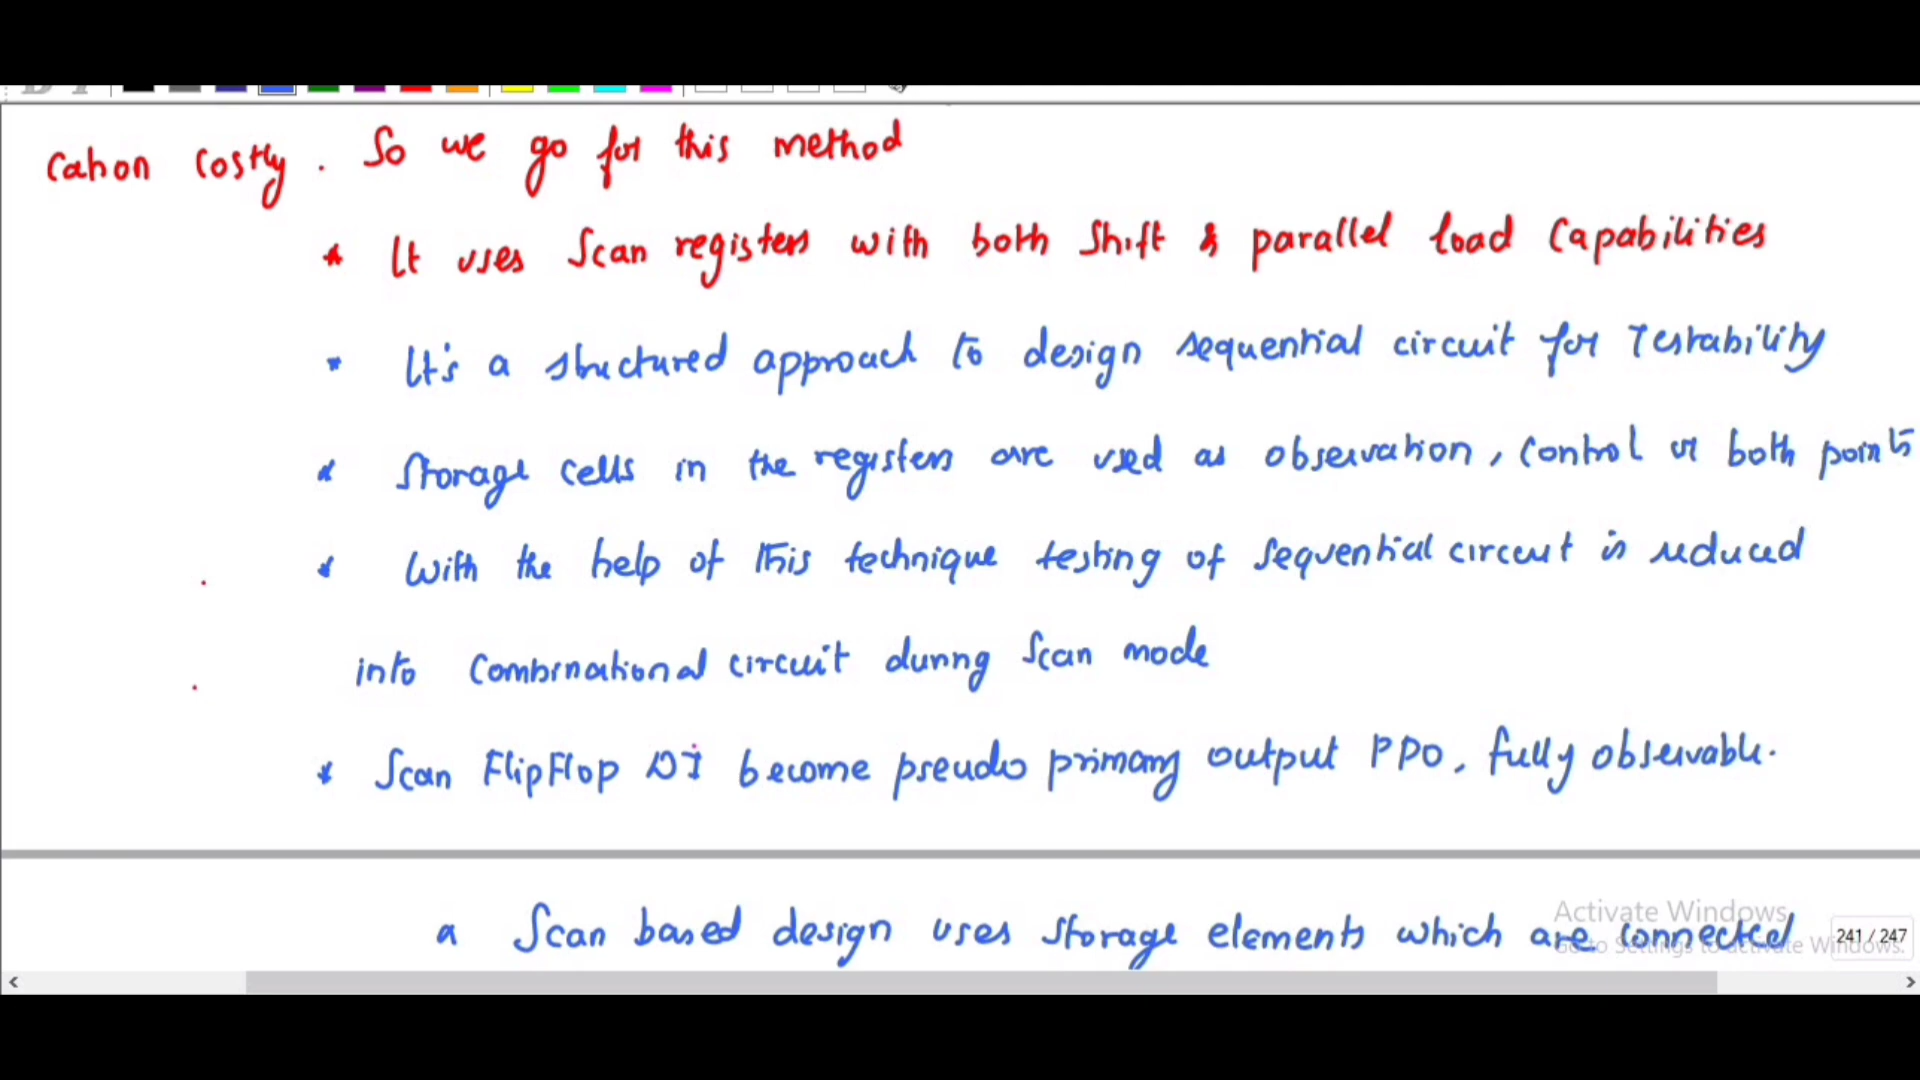 cation costly. So we go for this method
* It uses Scan registers with both Shift & parallel load Capabilities
* It's a structured approach to design sequential circuit for Testability
* Storage cells in the registers are used as observation, control or both points
* With the help of this technique testing of sequential circuit is reduced
into Combinational circuit during Scan mode
* Scan FlipFlop DI become pseudo primary output PPO, fully observable.
a Scan based design uses storage elements which are connected
Activate Windows
Go to Settings to activate Windows.
241 / 247